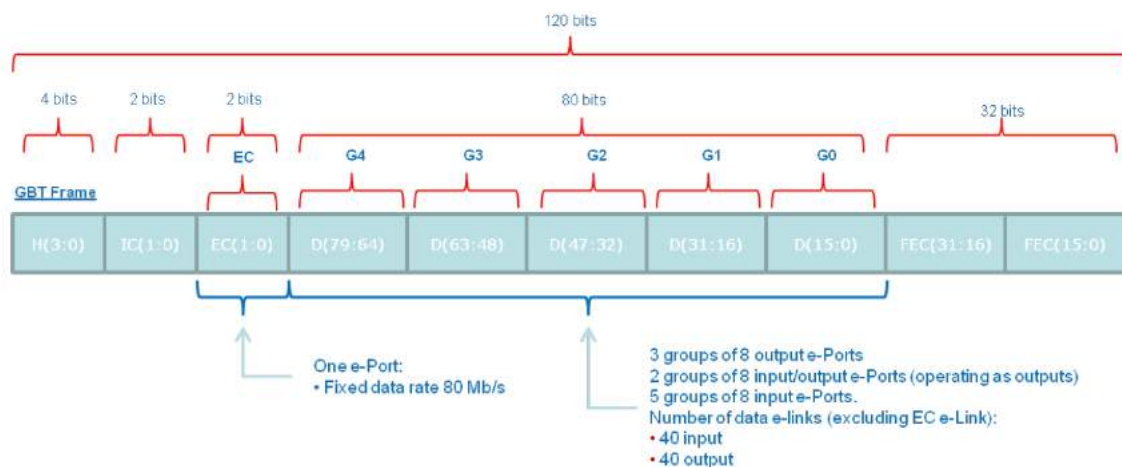 120 bits
4 bits 2 bits 2 bits 80 bits 32 bits
EC G4 G3 G2 G1 G0
GBT Frame
H(3:0) IC(1:0) EC(1:0) D(79:64) D(63:48) D(47:32) D(31:16) D(15:0) FEC(31:16) FEC(15:0)
One e-Port:
• Fixed data rate 80 Mb/s
3 groups of 8 output e-Ports
2 groups of 8 input/output e-Ports (operating as outputs)
5 groups of 8 input e-Ports.
Number of data e-links (excluding EC e-Link):
• 40 input
• 40 output